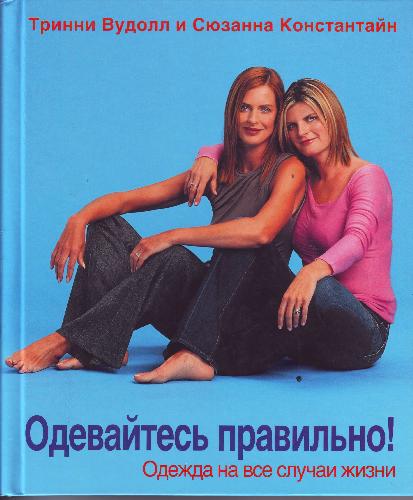 Тринни Вудолл и Сюзанна Константайн
Одевайтесь правильно!
Одежда на все случаи жизни